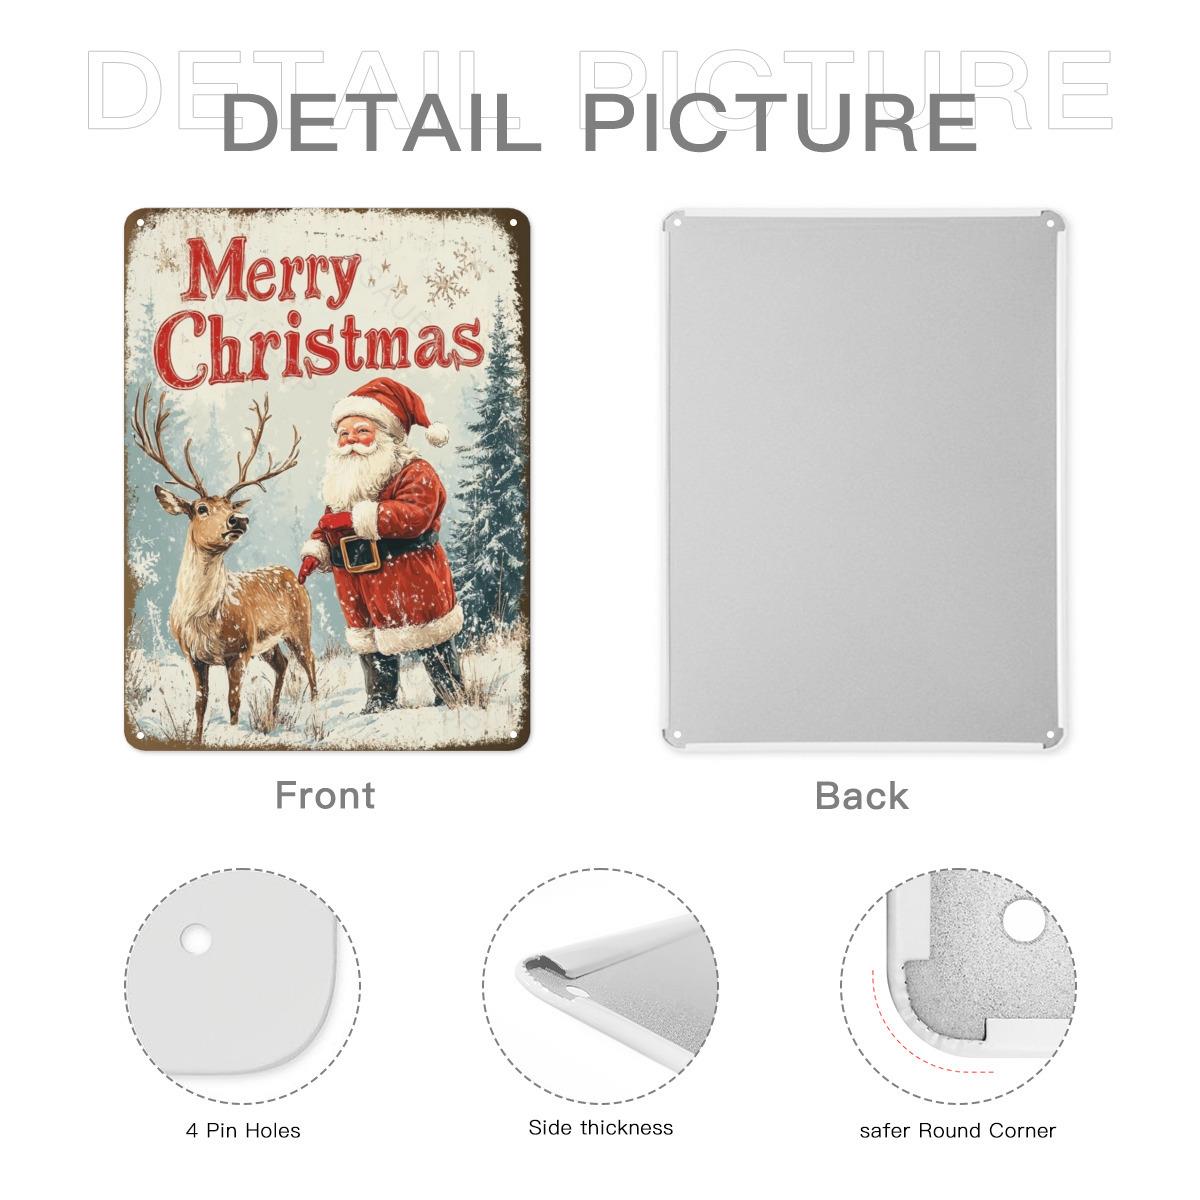 DETAIL PICTURE
DETAIL PICTURE
Merry
Christmas
Front
Back
4 Pin Holes
Side thickness
safer Round Corner